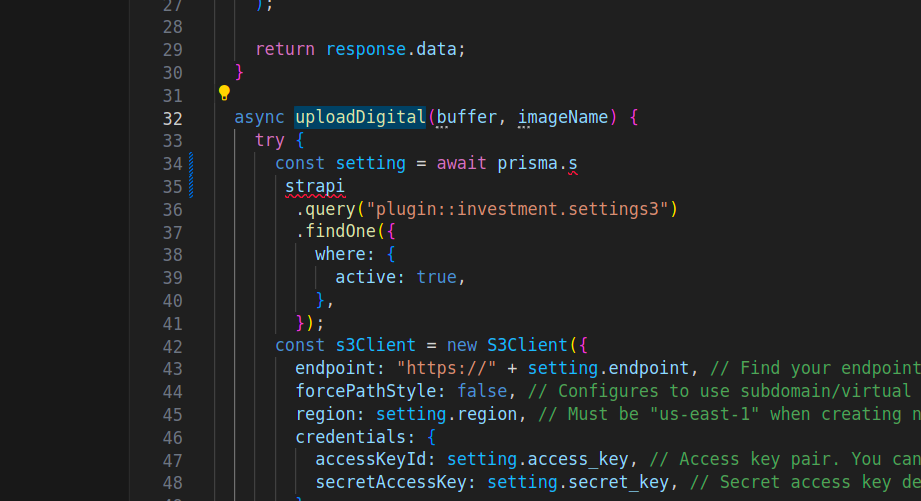 27 );
28
29 return response.data;
30 }
31
32 async uploadDigital(buffer, imageName) {
33 try {
34 const setting = await prisma.s
35 strapi
36 .query("plugin::investment.settings3")
37 .findOne({
38 where: {
39 active: true,
40 },
41 });
42 const s3Client = new S3Client({
43 endpoint: "https://" + setting.endpoint, // Find your endpoint
44 forcePathStyle: false, // Configures to use subdomain/virtual
45 region: setting.region, // Must be "us-east-1" when creating n
46 credentials: {
47 accessKeyId: setting.access_key, // Access key pair. You can
48 secretAccessKey: setting.secret_key, // Secret access key de